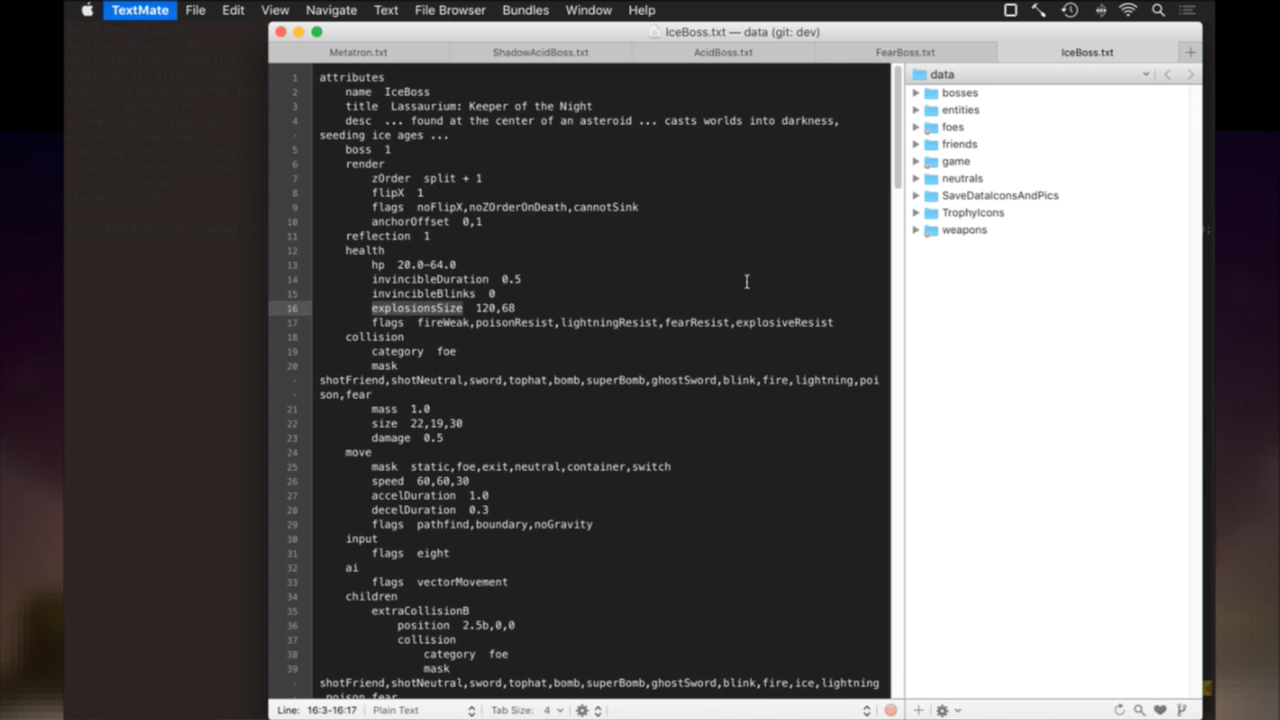 TextMate File Edit View Navigate Text File Browser Bundles Window Help
IceBoss.txt — data (git: dev)
Metatron.txt ShadowAcidBoss.txt AcidBoss.txt FearBoss.txt IceBoss.txt
1 attributes
2 name IceBoss
3 title Lassaurium: Keeper of the Night
4 desc ... found at the center of an asteroid ... casts worlds into darkness,
seeding ice ages ...
5 boss 1
6 render
7 zOrder split + 1
8 flipX 1
9 flags noFlipX,noZOrderOnDeath,cannotSink
10 anchorOffset 0,1
11 reflection 1
12 health
13 hp 20.0~64.0
14 invincibleDuration 0.5
15 invincibleBlinks 0
16 explosionsSize 120,68
17 flags fireWeak,poisonResist,lightningResist,fearResist,explosiveResist
18 collision
19 category foe
20 mask
shotFriend,shotNeutral,sword,tophat,bomb,superBomb,ghostSword,blink,fire,lightning,poi
son,fear
21 mass 1.0
22 size 22,19,30
23 damage 0.5
24 move
25 mask static,foe,exit,neutral,container,switch
26 speed 60,60,30
27 accelDuration 1.0
28 decelDuration 0.3
29 flags pathfind,boundary,noGravity
30 input
31 flags eight
32 ai
33 flags vectorMovement
34 children
35 extraCollisionB
36 position 2.5b,0,0
37 collision
38 category foe
39 mask
shotFriend,shotNeutral,sword,tophat,bomb,superBomb,ghostSword,blink,fire,ice,lightning
,poison,fear
data
bosses
entities
foes
friends
game
neutrals
SaveDataIconsAndPics
TrophyIcons
weapons
Line: 16:3-16:17 Plain Text Tab Size: 4